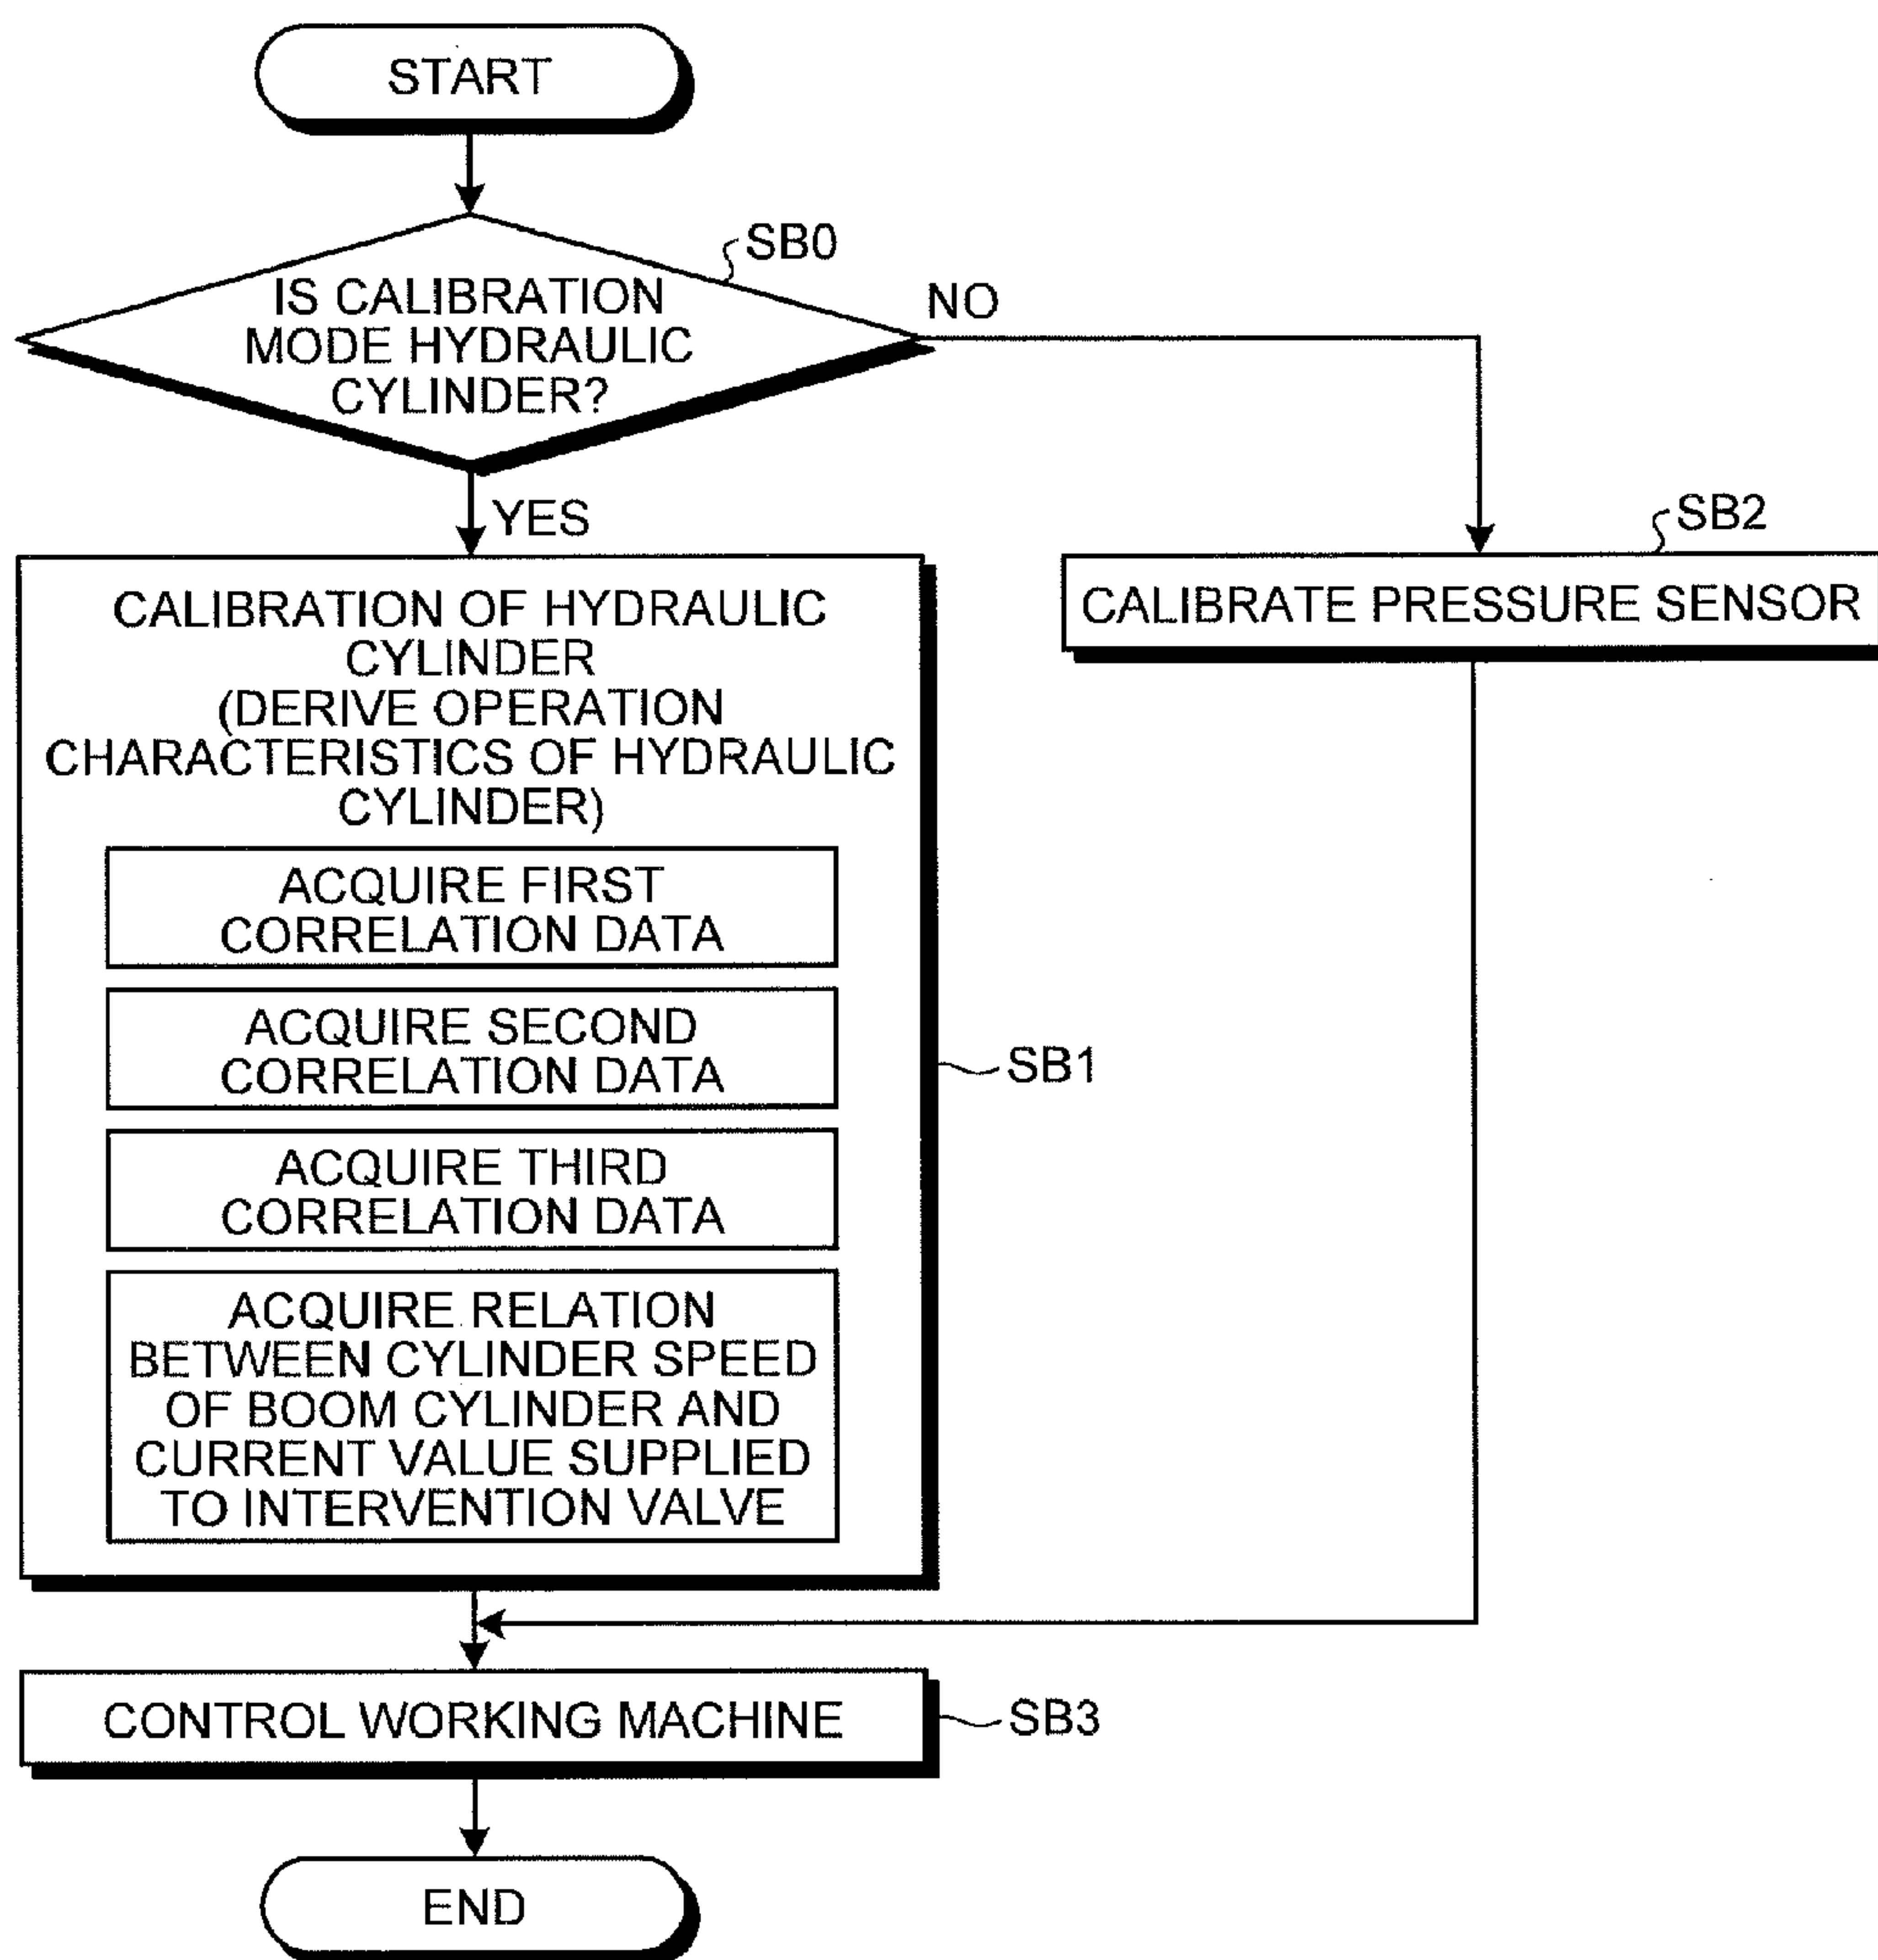 START
SB0
IS CALIBRATION
MODE HYDRAULIC
CYLINDER?
NO
YES
SB2
CALIBRATE PRESSURE SENSOR
CALIBRATION OF HYDRAULIC
CYLINDER
(DERIVE OPERATION
CHARACTERISTICS OF HYDRAULIC
CYLINDER)
ACQUIRE FIRST
CORRELATION DATA
ACQUIRE SECOND
CORRELATION DATA
SB1
ACQUIRE THIRD
CORRELATION DATA
ACQUIRE RELATION
BETWEEN CYLINDER SPEED
OF BOOM CYLINDER AND
CURRENT VALUE SUPPLIED
TO INTERVENTION VALVE
CONTROL WORKING MACHINE
SB3
END